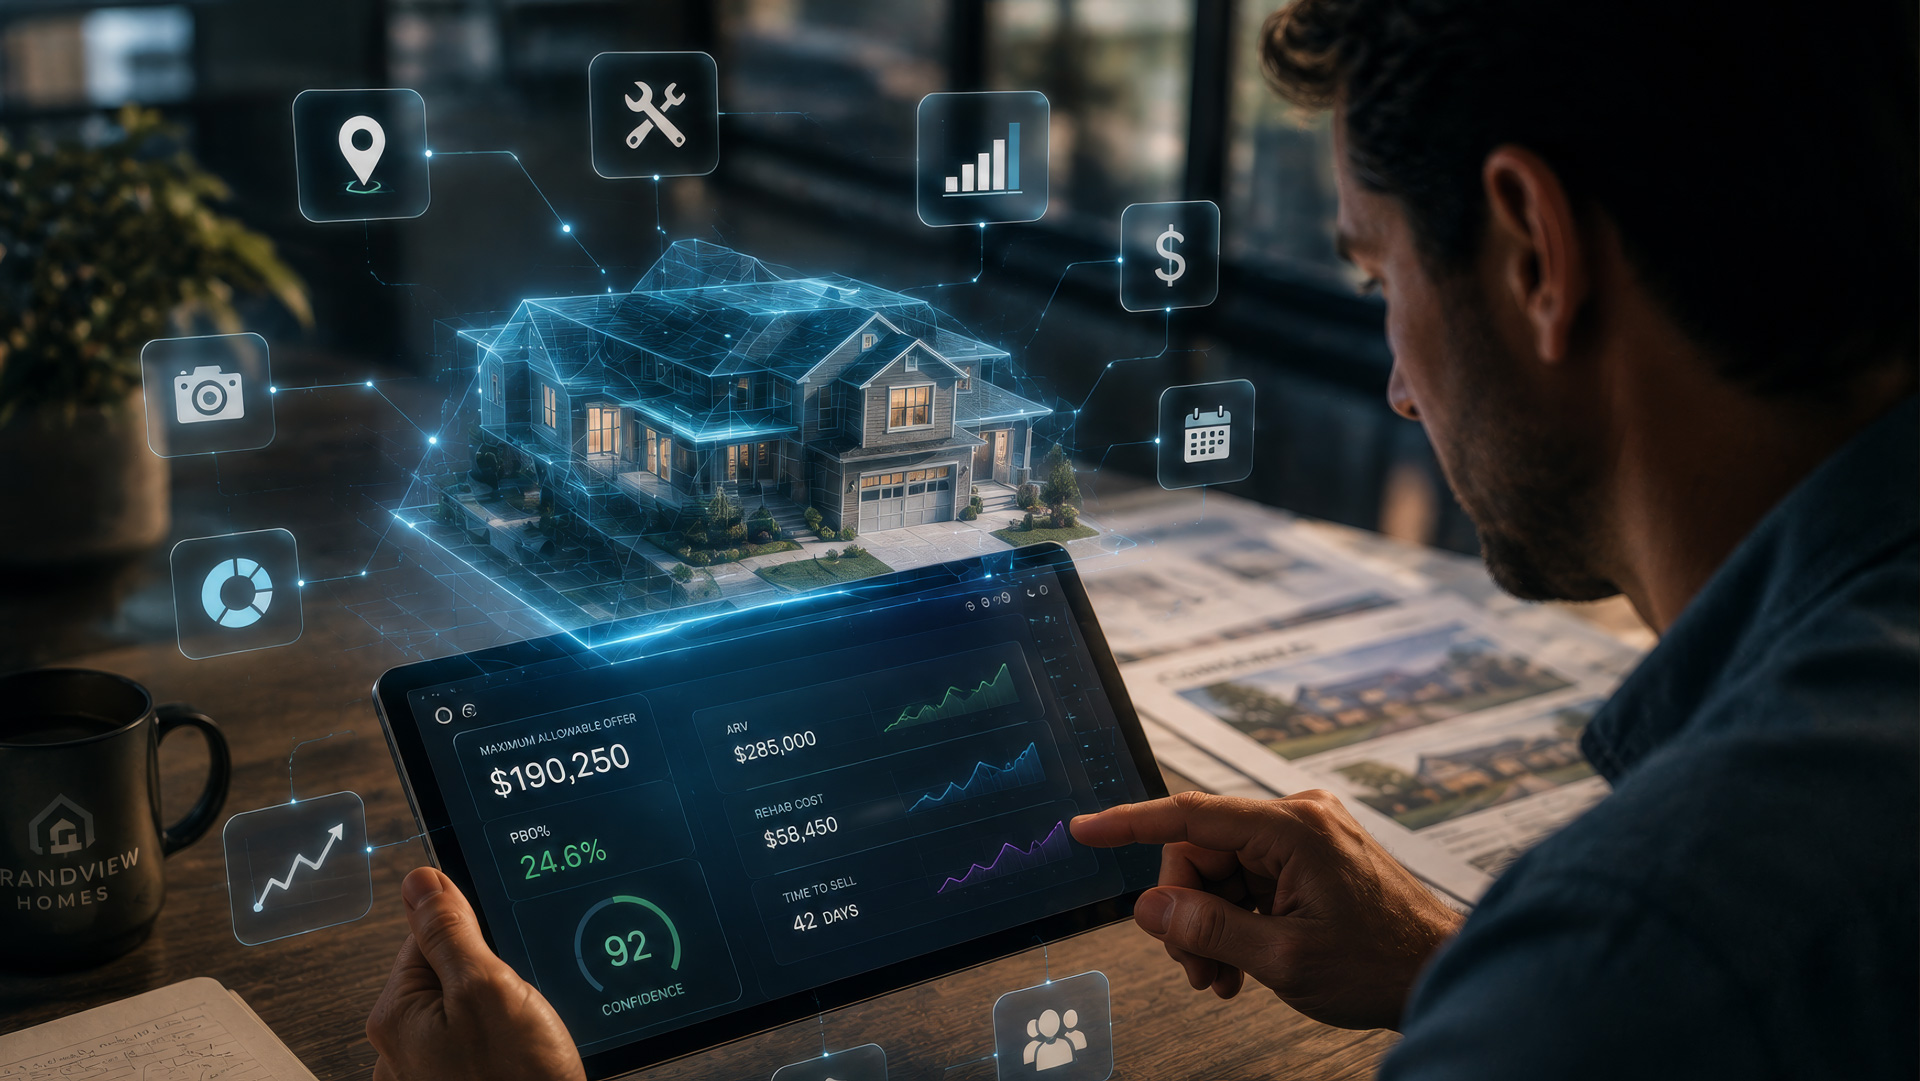 MAXIMUM ALLOWABLE OFFER
$190,250
PBO%
24.6%
92
CONFIDENCE
ARV
$285,000
REHAB COST
$58,450
TIME TO SELL
42 DAYS
$
RANDVIEW
HOMES